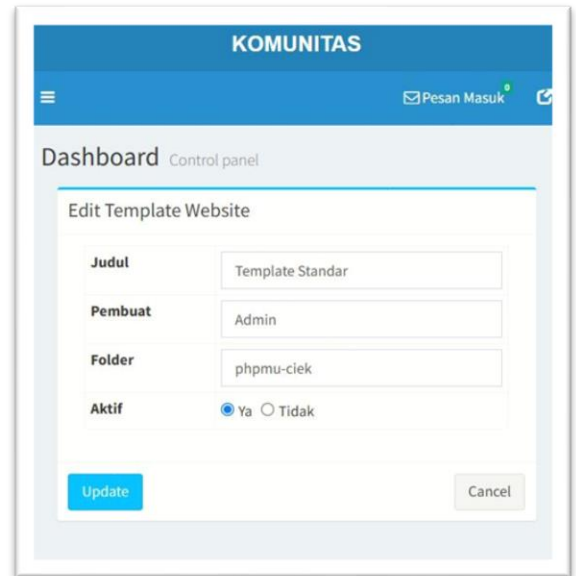 KOMUNITAS
Pesan Masuk 0
Dashboard Control panel
Edit Template Website
Judul Template Standar
Pembuat Admin
Folder phpmu-ciek
Aktif Ya Tidak
Update Cancel